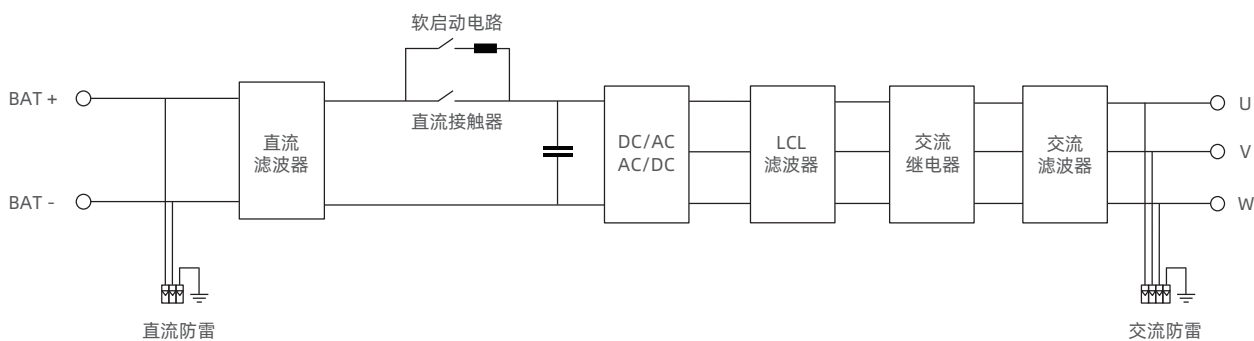 软启动电路
BAT +
直流接触器
直流
滤波器
DC/AC
AC/DC
LCL
滤波器
交流
继电器
交流
滤波器
U
V
BAT -
W
直流防雷
交流防雷